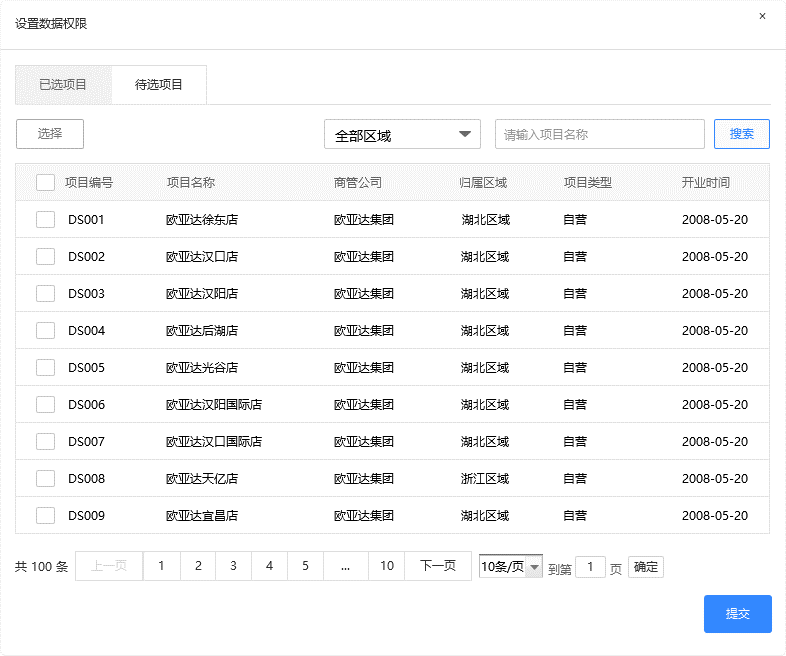 设置数据权限 ×
已选项目 待选项目
选择 全部区域 请输入项目名称 搜索
项目编号 项目名称 商管公司 归属区域 项目类型 开业时间
DS001 欧亚达徐东店 欧亚达集团 湖北区域 自营 2008-05-20
DS002 欧亚达汉口店 欧亚达集团 湖北区域 自营 2008-05-20
DS003 欧亚达汉阳店 欧亚达集团 湖北区域 自营 2008-05-20
DS004 欧亚达后湖店 欧亚达集团 湖北区域 自营 2008-05-20
DS005 欧亚达光谷店 欧亚达集团 湖北区域 自营 2008-05-20
DS006 欧亚达汉阳国际店 欧亚达集团 湖北区域 自营 2008-05-20
DS007 欧亚达汉口国际店 欧亚达集团 湖北区域 自营 2008-05-20
DS008 欧亚达天亿店 欧亚达集团 浙江区域 自营 2008-05-20
DS009 欧亚达宜昌店 欧亚达集团 湖北区域 自营 2008-05-20
共 100 条 上一页 1 2 3 4 5 ... 10 下一页 10条/页 到第 1 页 确定
提交